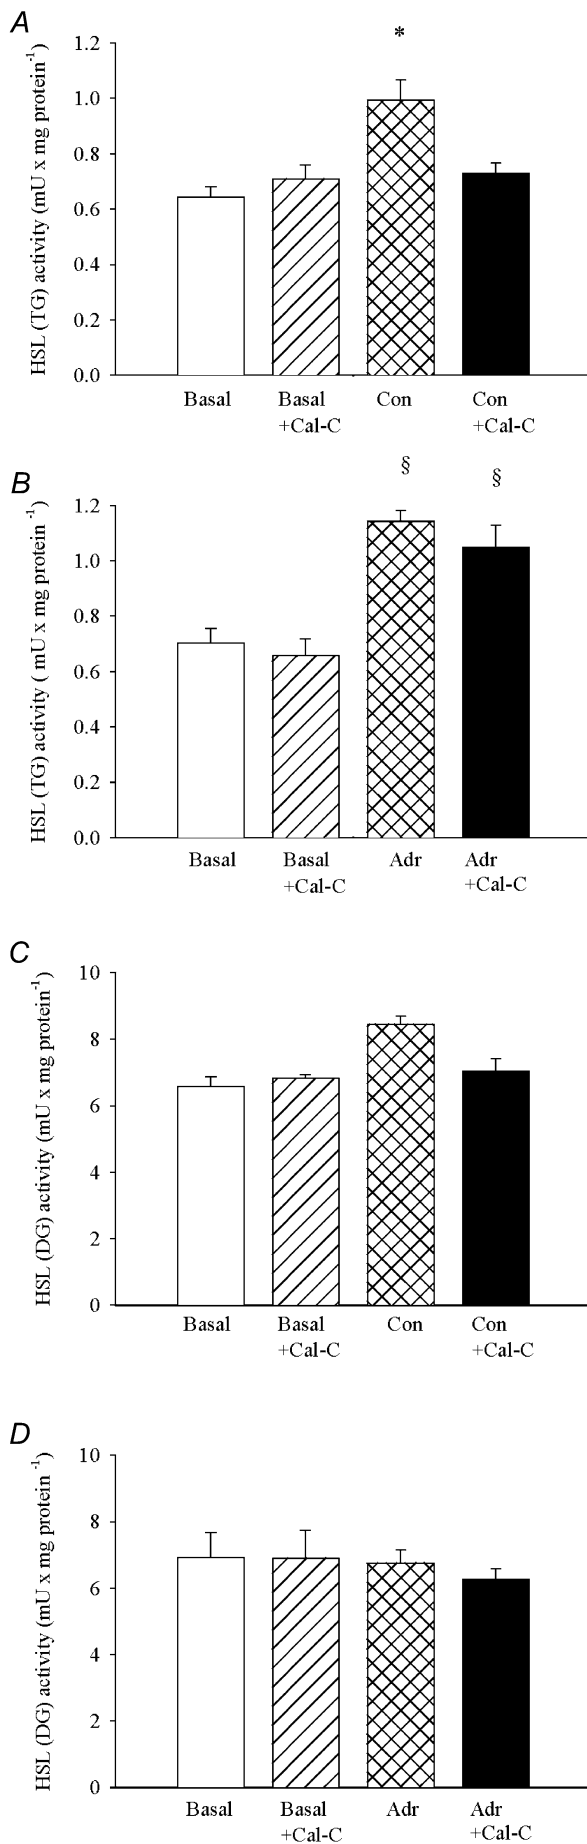 A
HSL (TG) activity (mU x mg protein⁻¹)
*
1.2
1.0
0.8
0.6
0.4
0.2
0.0
Basal Basal Con Con
+Cal-C +Cal-C
B
HSL (TG) activity ( mU x mg protein ⁻¹)
§ §
1.2
1.0
0.8
0.6
0.4
0.2
0.0
Basal Basal Adr Adr
+Cal-C +Cal-C
C
HSL (DG) activity (mU x mg protein⁻¹)
10
8
6
4
2
0
Basal Basal Con Con
+Cal-C +Cal-C
D
HSL (DG) activity (mU x mg protein ⁻¹)
10
8
6
4
2
0
Basal Basal Adr Adr
+Cal-C +Cal-C